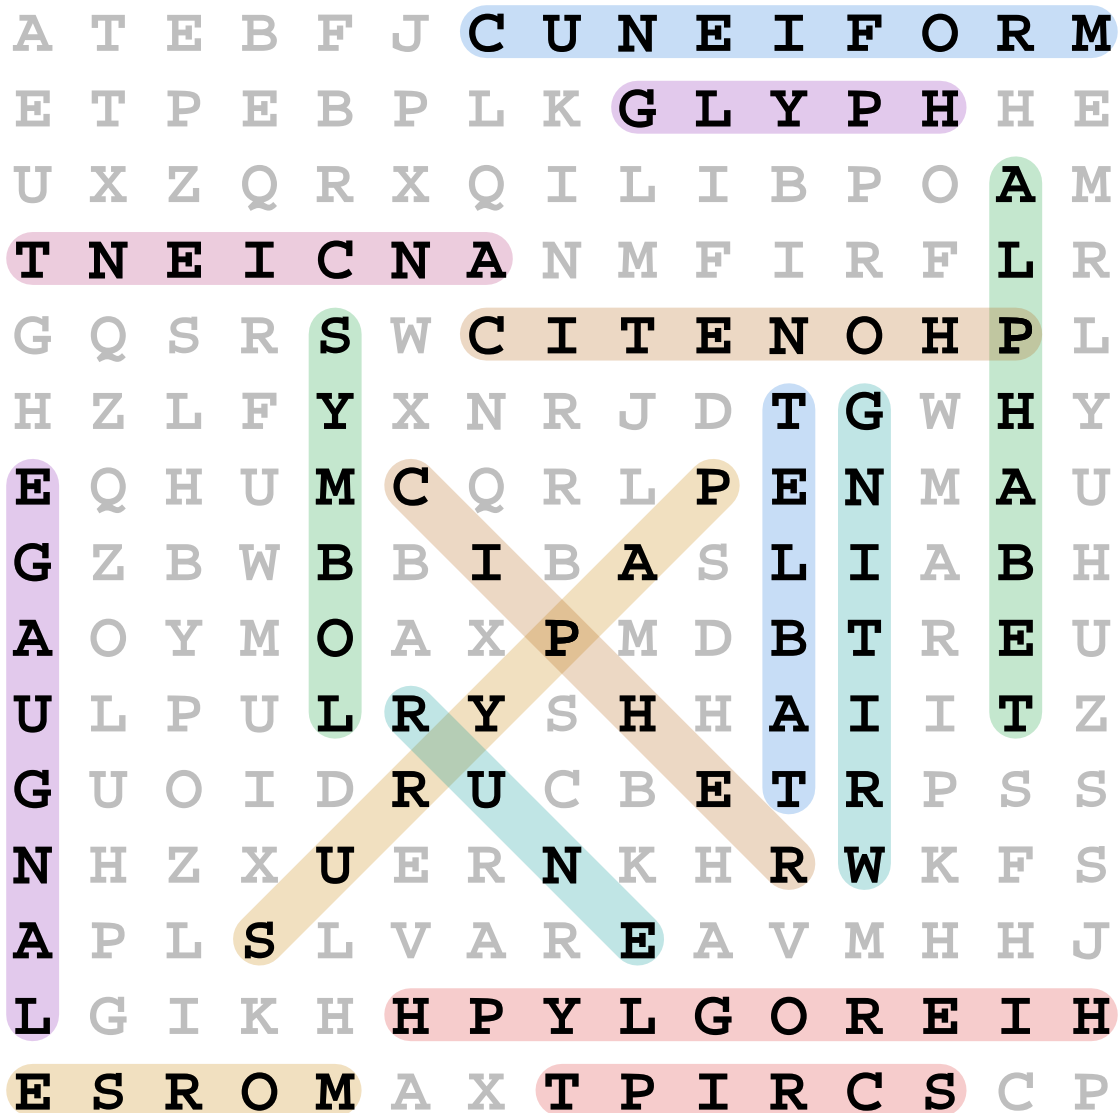 A T E B F J C U N E I F O R M
E T P E B P L K G L Y P H H E
U X Z Q R X Q I L I B P O A M
T N E I C N A N M F I R F L R
G Q S R S W C I T E N O H P L
H Z L F Y X N R J D T G W H Y
E Q H U M C Q R L P E N M A U
G Z B W B B I B A S L I A B H
A O Y M O A X P M D B T R E U
U L P U L R Y S H H A I I T Z
G U O I D R U C B E T R P S S
N H Z X U E R N K H R W K F S
A P L S L V A R E A V M H H J
L G I K H H P Y L G O R E I H
E S R O M A X T P I R C S C P